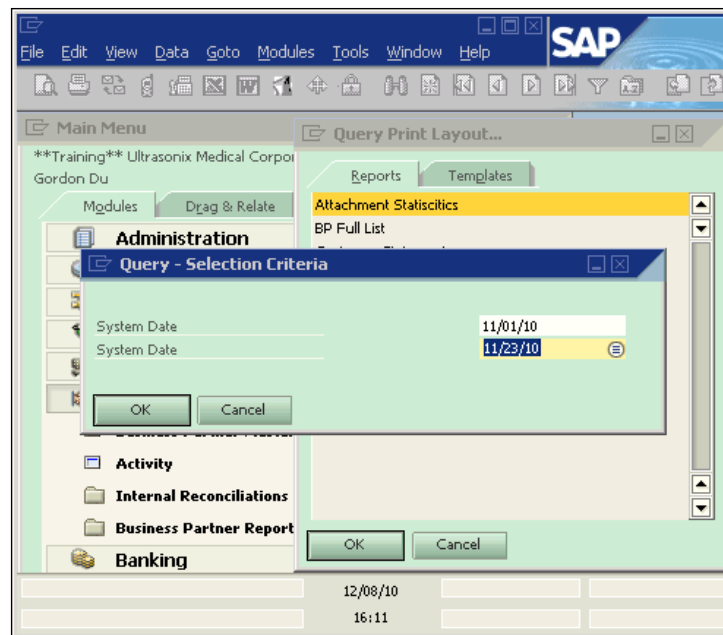 SAP
File Edit View Data Goto Modules Tools Window Help
Main Menu
**Training** Ultrasonix Medical Corpor
Gordon Du
Modules Drag & Relate
Administration
Query Print Layout...
Reports Templates
Attachment Statiscitics
BP Full List
Query - Selection Criteria
System Date 11/01/10
System Date 11/23/10
OK Cancel
Activity
Internal Reconciliations
Business Partner Report
Banking
OK Cancel
12/08/10
16:11